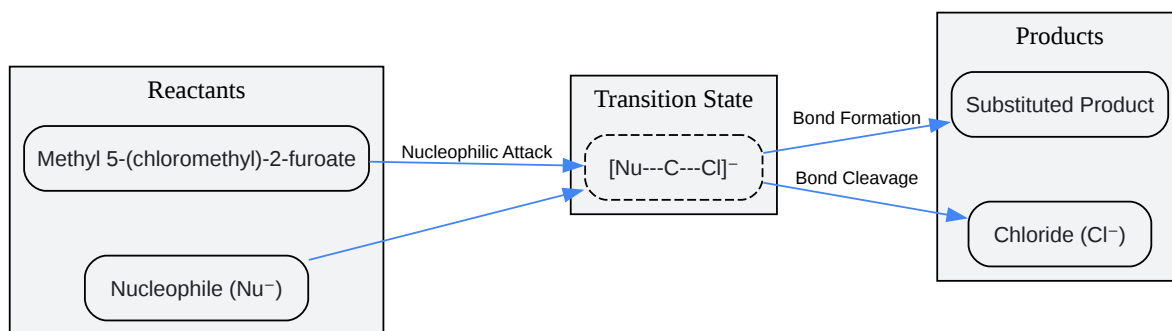 Reactants
Methyl 5-(chloromethyl)-2-furoate
Nucleophile (Nu⁻)
Nucleophilic Attack
Transition State
[Nu---C---Cl]⁻
Bond Formation
Bond Cleavage
Products
Substituted Product
Chloride (Cl⁻)